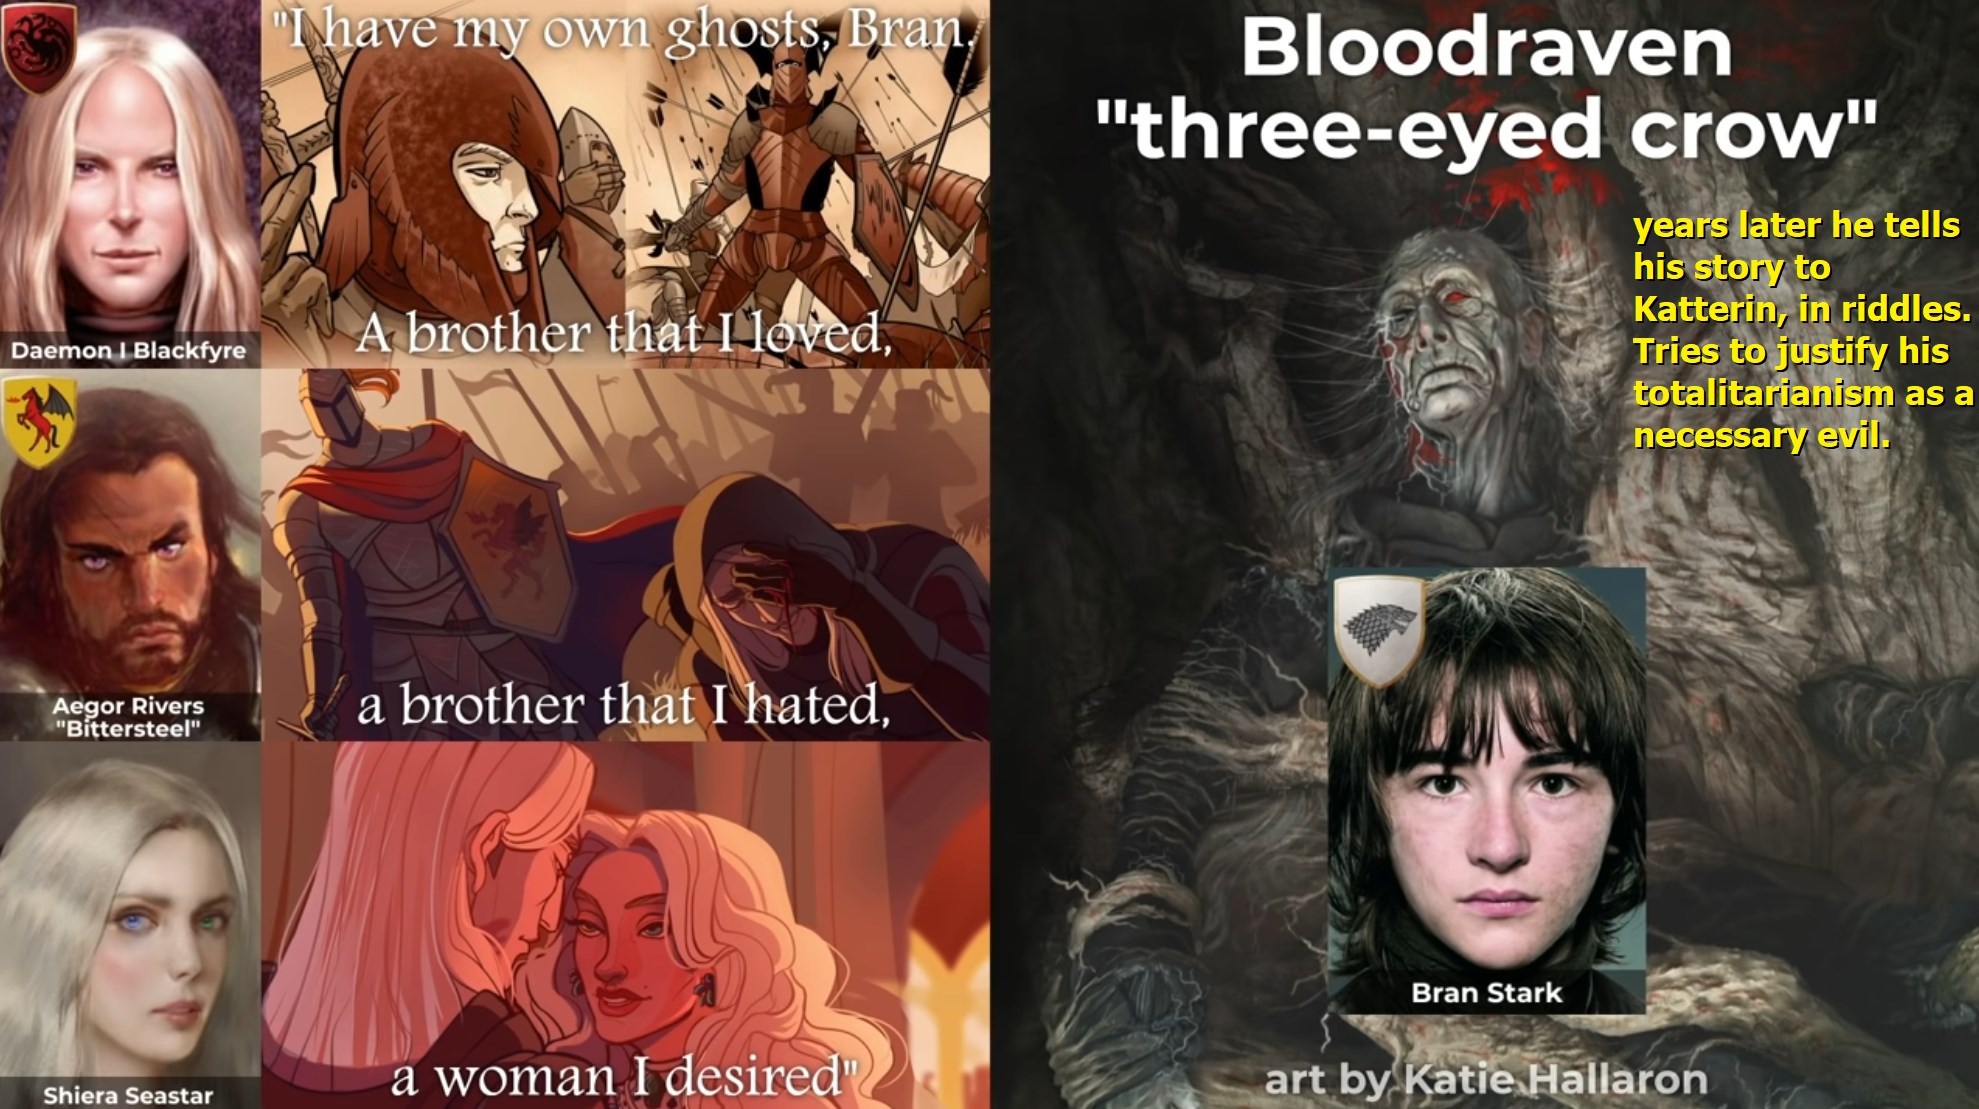 "I have my own ghosts, Bran.
Daemon I Blackfyre
A brother that I loved,
Aegor Rivers
"Bittersteel"
a brother that I hated,
Shiera Seastar
a woman I desired"
Bloodraven
"three-eyed crow"
years later he tells
his story to
Katterin, in riddles.
Tries to justify his
totalitarianism as a
necessary evil.
Bran Stark
art by Katie Hallaron